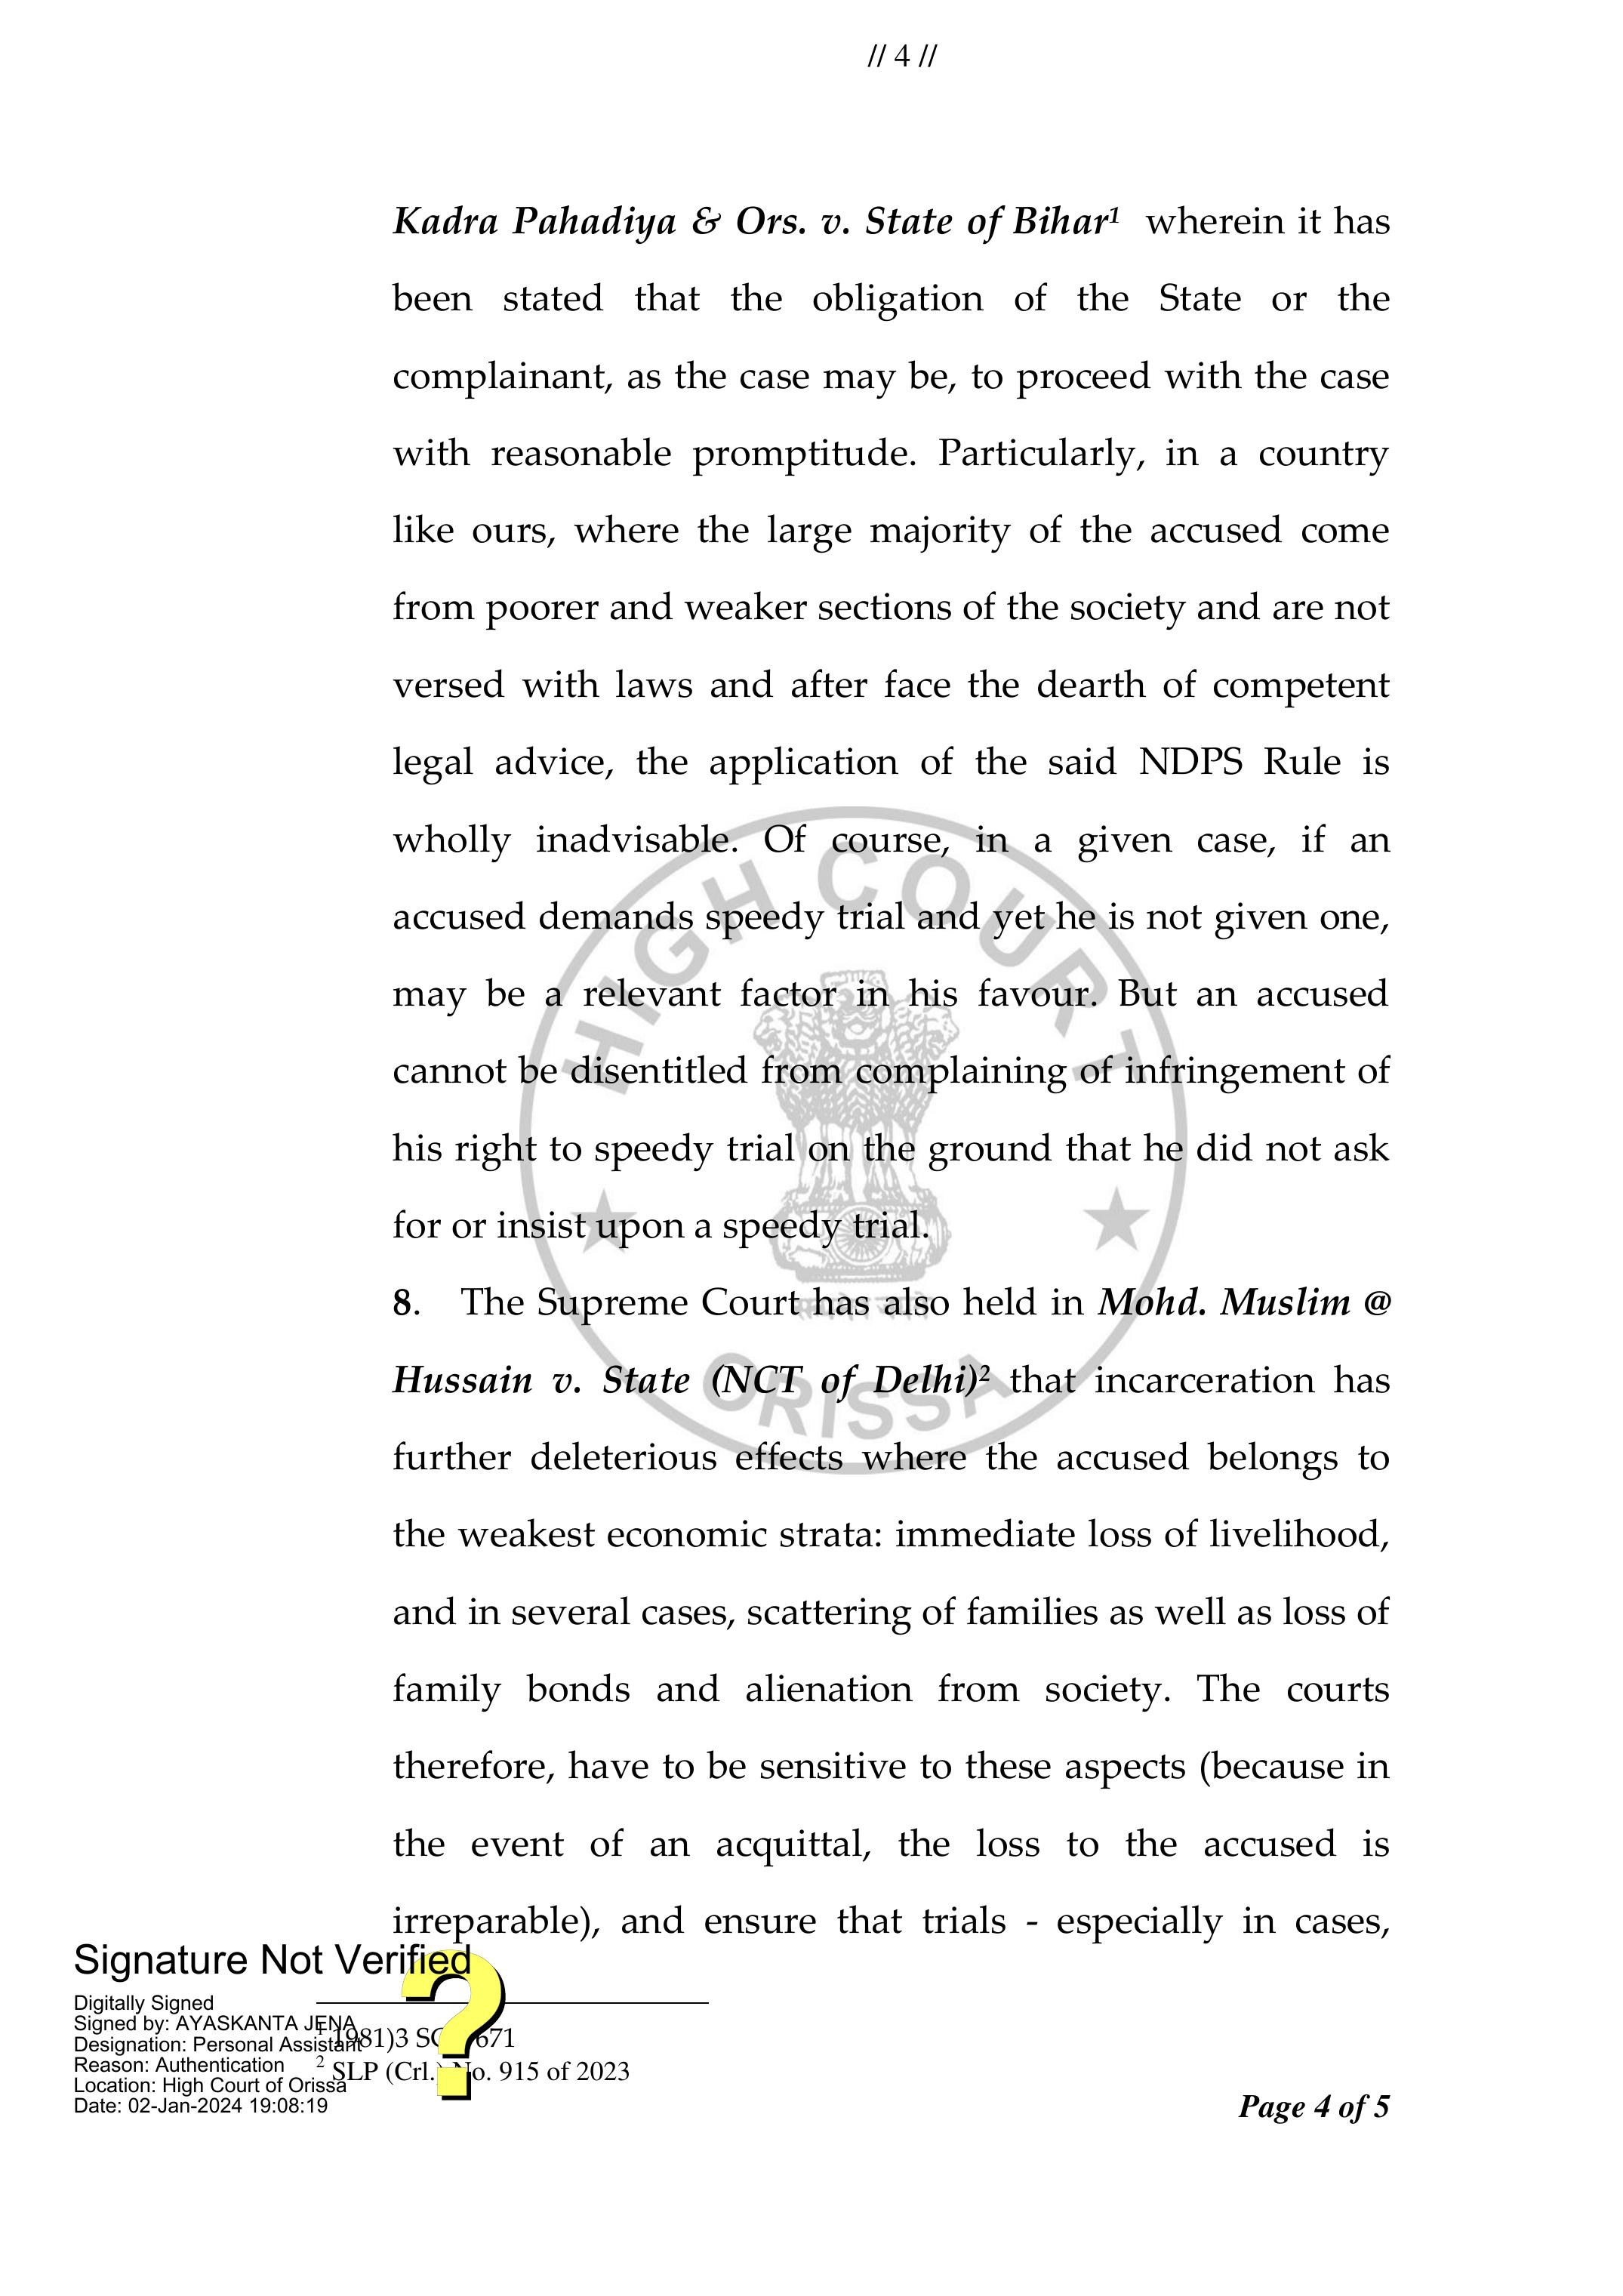 // 4 //
Kadra Pahadiya & Ors. v. State of Bihar¹ wherein it has
been stated that the obligation of the State or the
complainant, as the case may be, to proceed with the case
with reasonable promptitude. Particularly, in a country
like ours, where the large majority of the accused come
from poorer and weaker sections of the society and are not
versed with laws and after face the dearth of competent
legal advice, the application of the said NDPS Rule is
wholly inadvisable. Of course, in a given case, if an
accused demands speedy trial and yet he is not given one,
may be a relevant factor in his favour. But an accused
cannot be disentitled from complaining of infringement of
his right to speedy trial on the ground that he did not ask
for or insist upon a speedy trial.
8. The Supreme Court has also held in Mohd. Muslim @
Hussain v. State (NCT of Delhi)² that incarceration has
further deleterious effects where the accused belongs to
the weakest economic strata: immediate loss of livelihood,
and in several cases, scattering of families as well as loss of
family bonds and alienation from society. The courts
therefore, have to be sensitive to these aspects (because in
the event of an acquittal, the loss to the accused is
irreparable), and ensure that trials - especially in cases,
HIGH COURT
ORISSA
Signature Not Verified
Digitally Signed
Signed by: AYASKANTA JENA
Designation: Personal Assistant
Reason: Authentication
Location: High Court of Orissa
Date: 02-Jan-2024 19:08:19
1981)3 671
² SLP (Crl.) No. 915 of 2023
Page 4 of 5